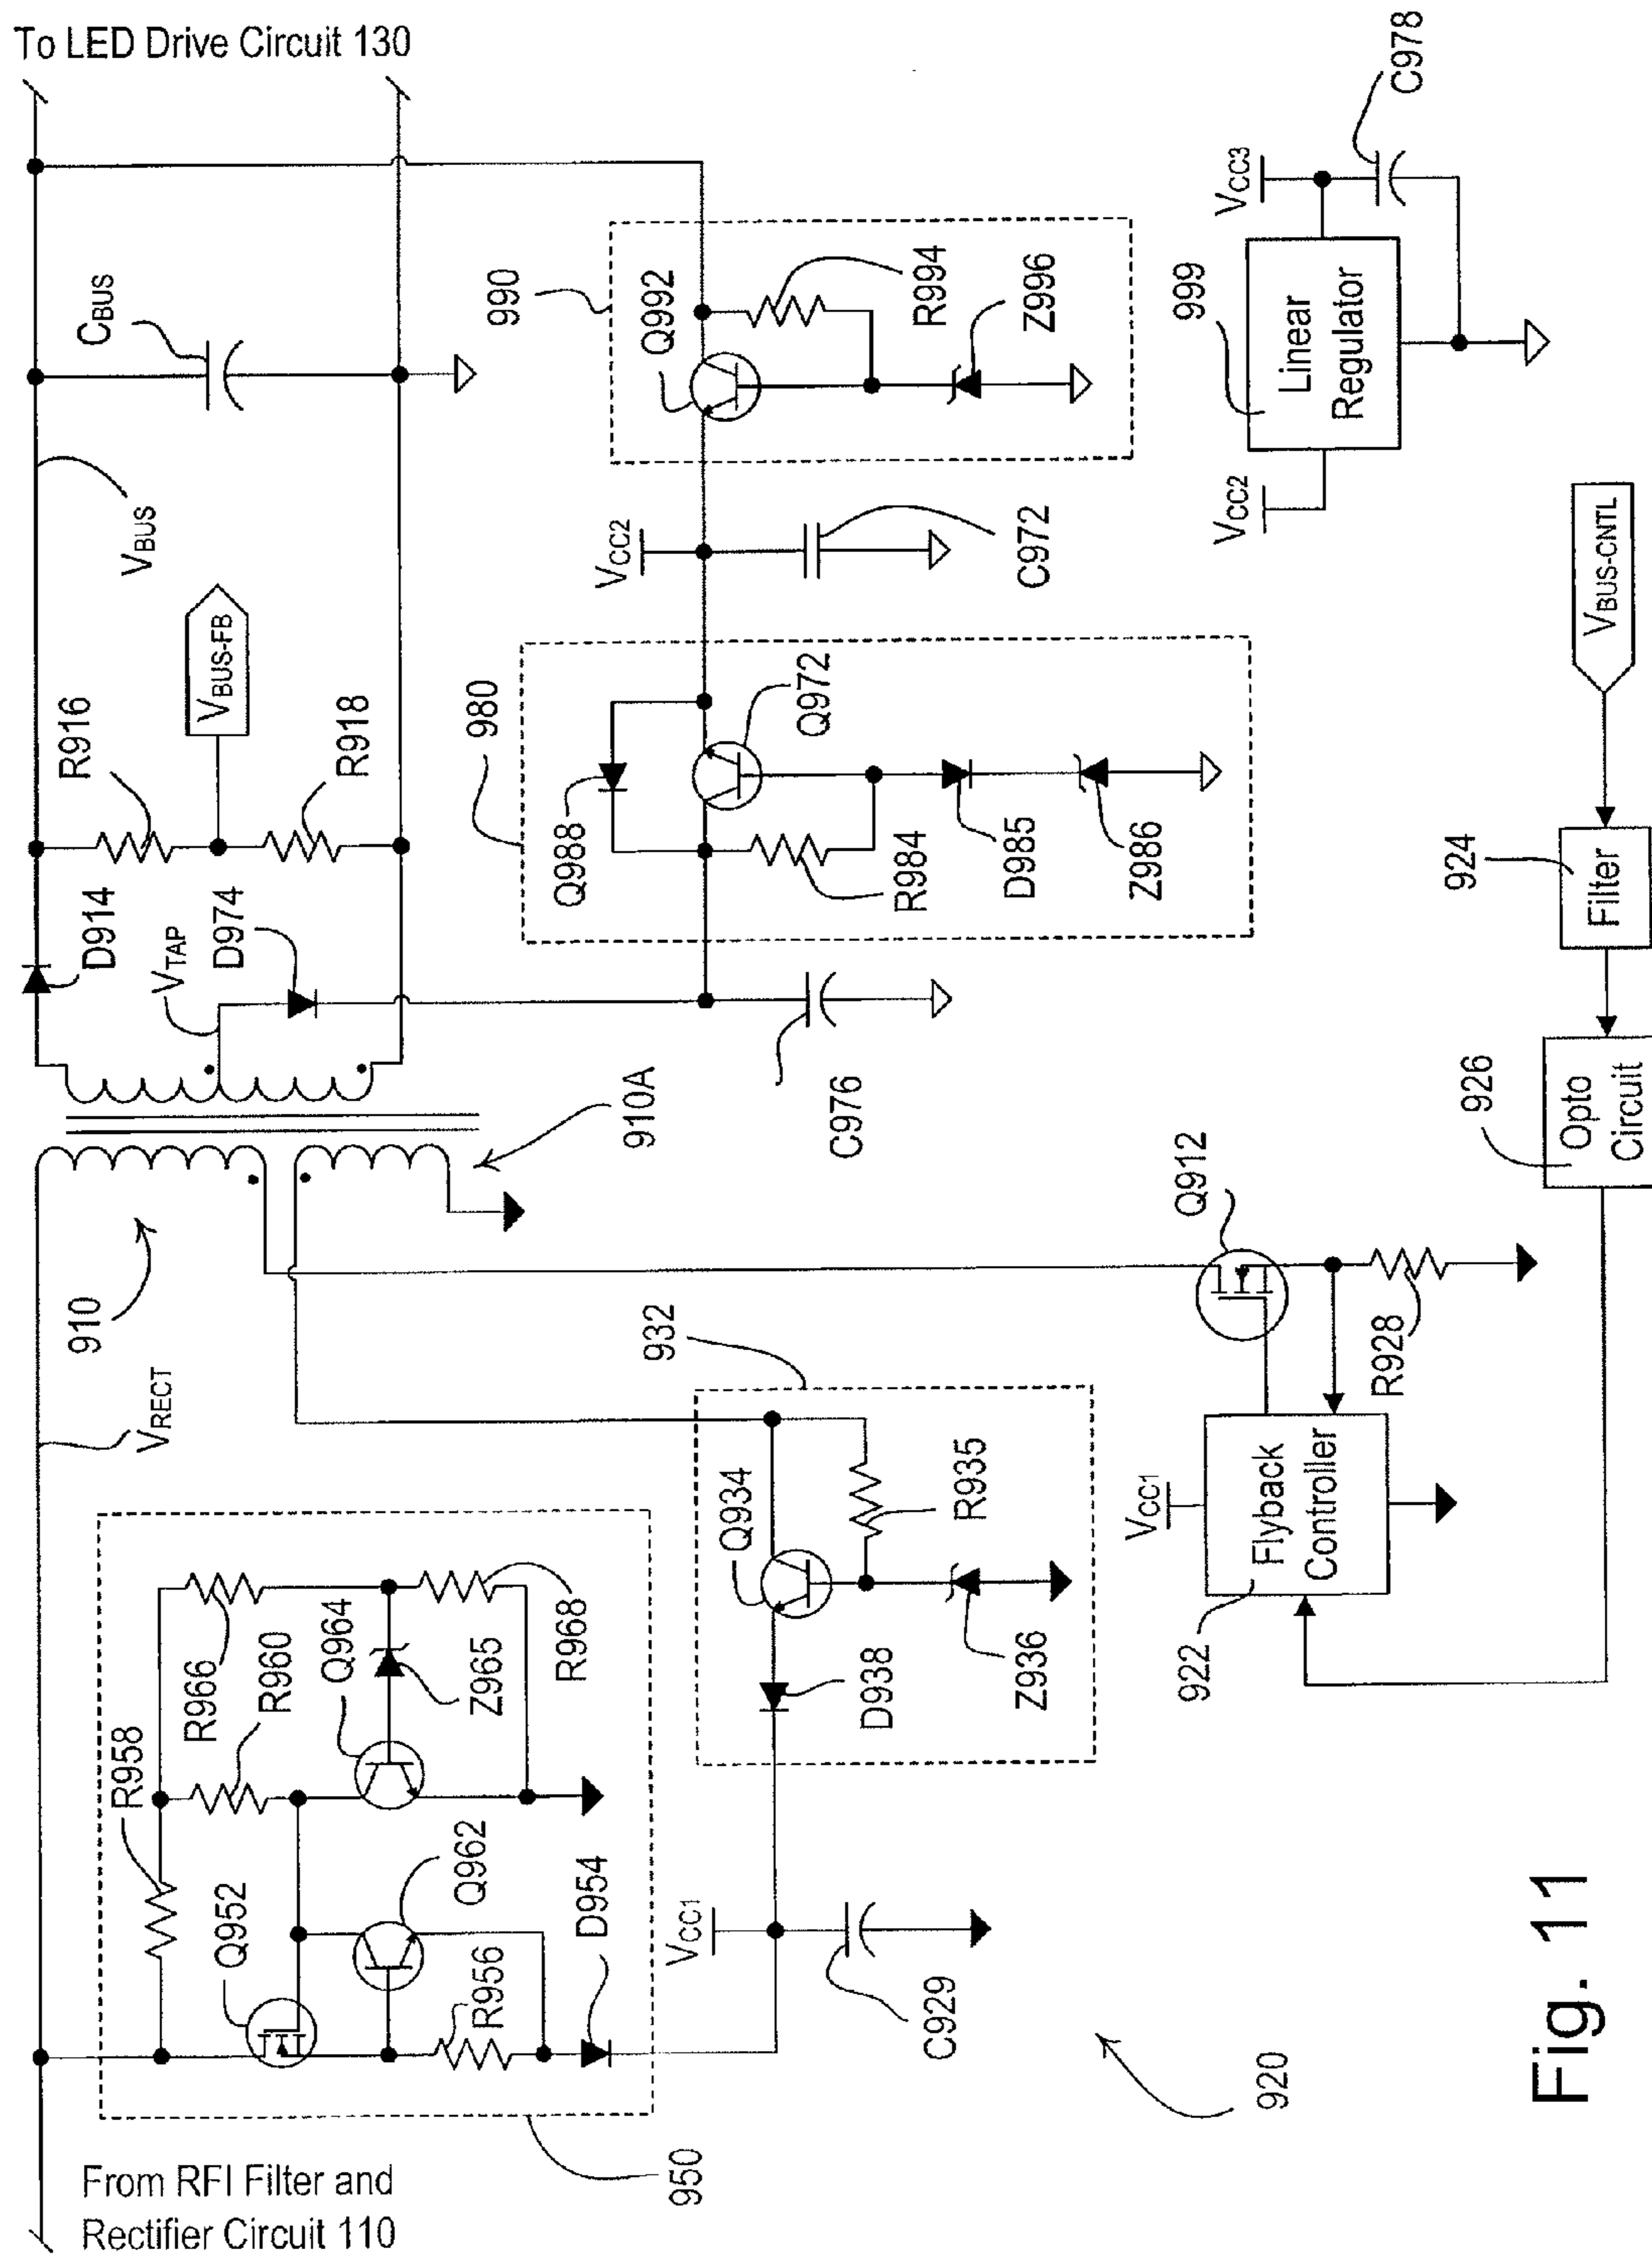 To LED Drive Circuit 130
From RFI Filter and
Rectifier Circuit 110
VRECT
910
910A
VTAP
D914
D974
R916
R918
VBUS-FB
VBUS
CBUS
950
R958
Q952
R966
R960
Q964
Z965
R968
Q962
R956
D954
VCC1
C929
920
932
Q934
R935
D938
Z936
C976
980
Q988
Q972
R984
D985
Z986
VCC2
C972
990
Q992
R994
Z996
999
Linear
Regulator
VCC2
VCC3
C978
922
Flyback
Controller
VCC1
Q912
R928
926
Opto
Circuit
924
Filter
VBUS-CNTL
Fig. 11